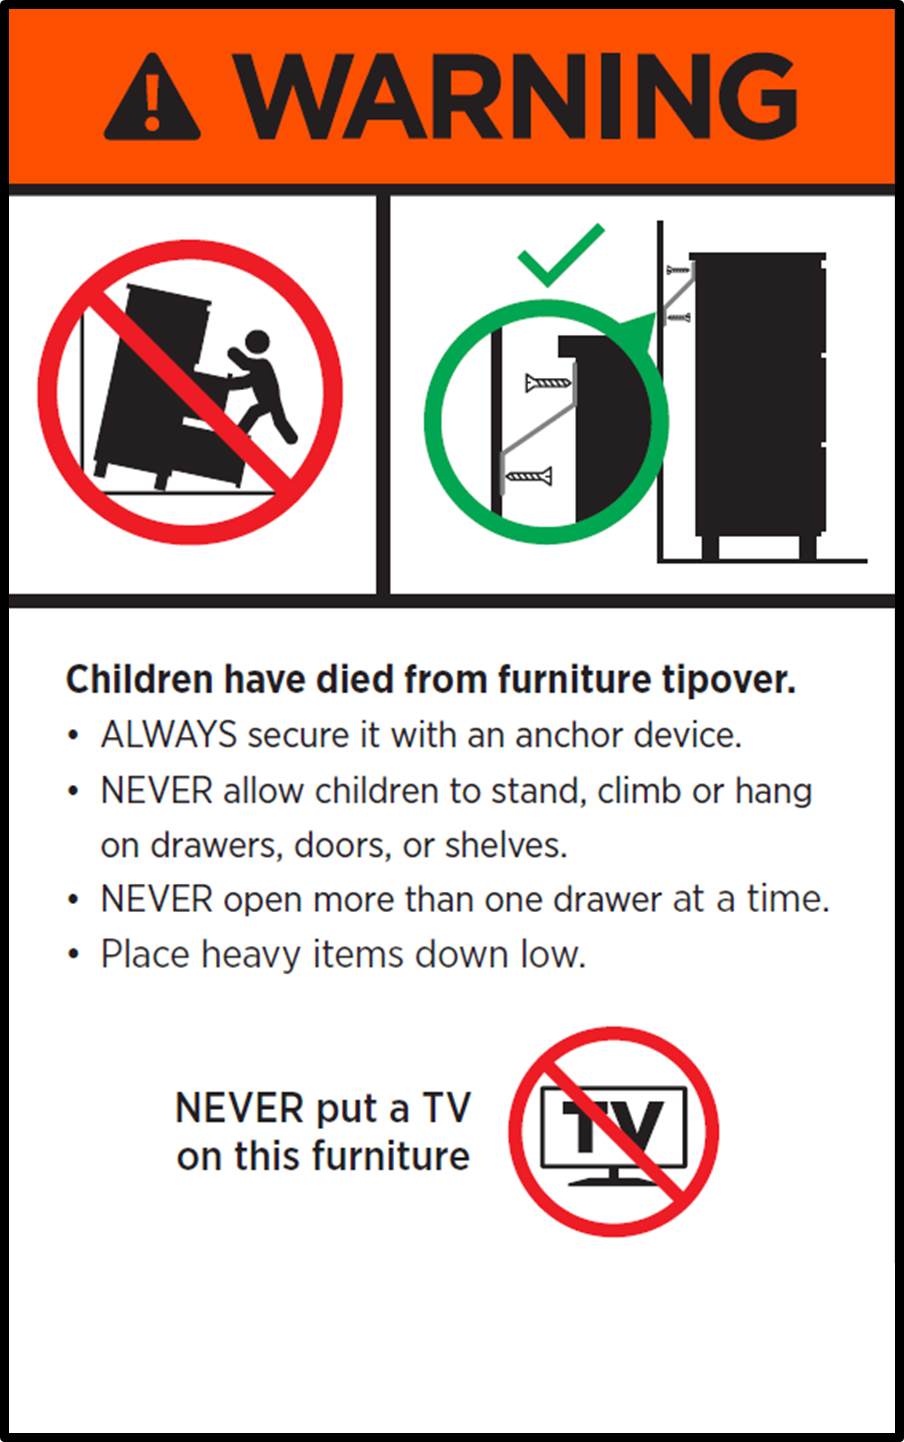 WARNING
Children have died from furniture tipover.
• ALWAYS secure it with an anchor device.
• NEVER allow children to stand, climb or hang
on drawers, doors, or shelves.
• NEVER open more than one drawer at a time.
• Place heavy items down low.
NEVER put a TV
on this furniture
TV